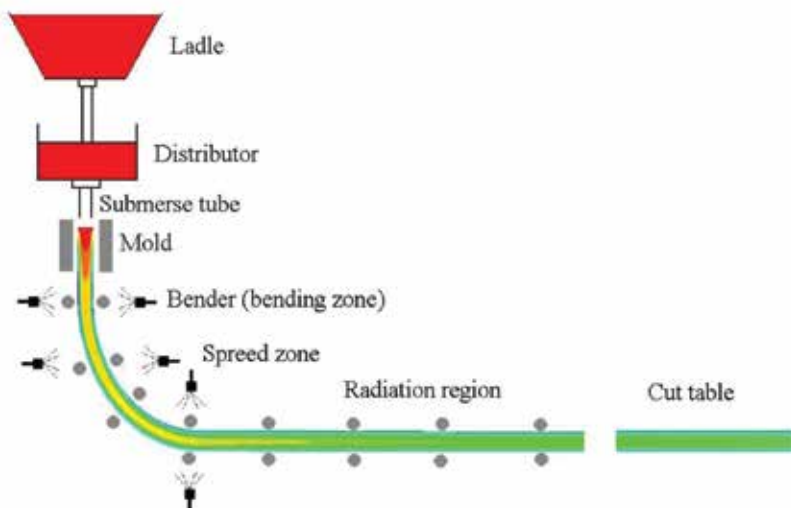 Ladle
Distributor
Submerse tube
Mold
Bender (bending zone)
Spreed zone
Radiation region
Cut table